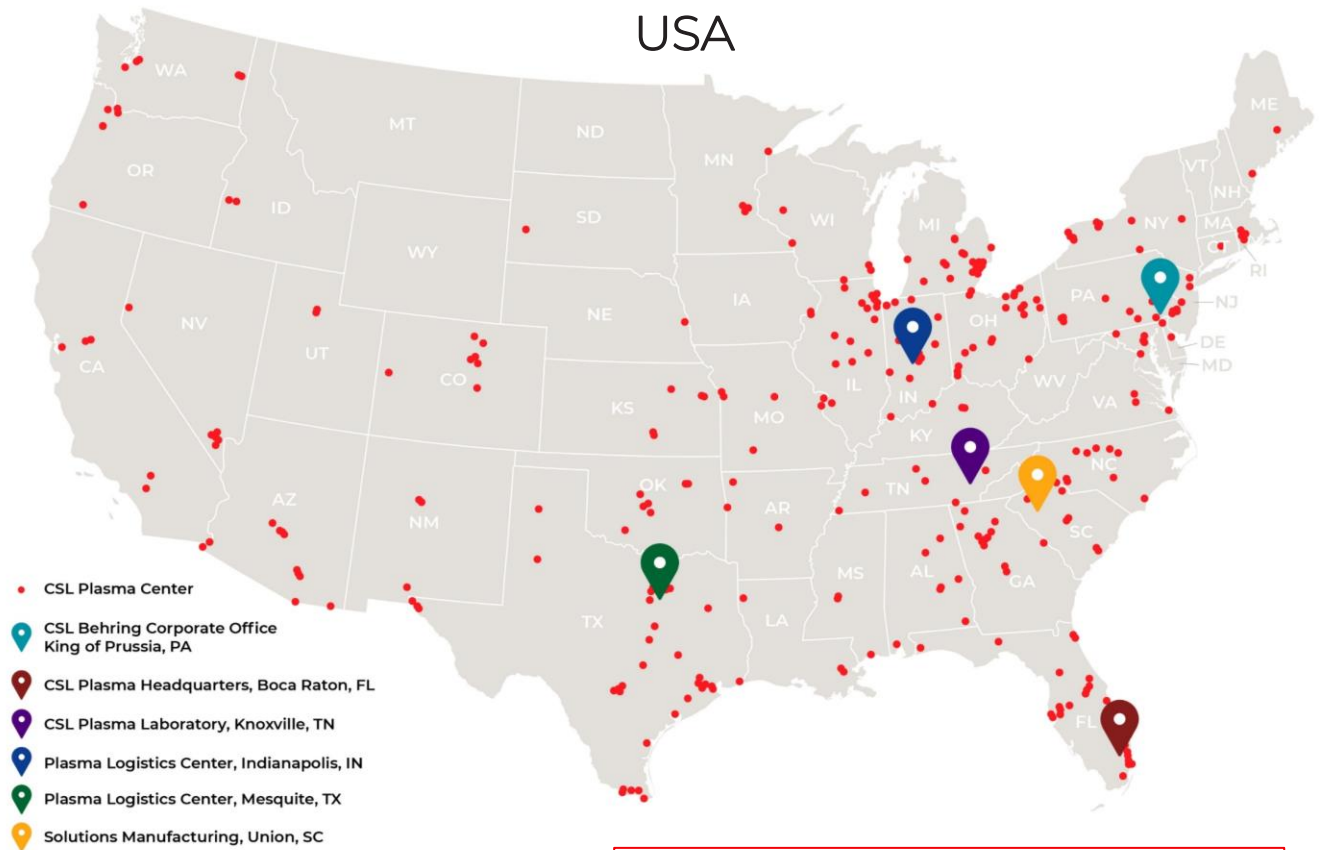 USA
WA
MT
ND
MN
ME
OR
ID
SD
WI
MI
VT
NH
NY
MA
CT
RI
WY
IA
PA
NJ
NV
NE
OH
DE
MD
CA
UT
CO
IL
IN
WV
VA
KS
MO
KY
AZ
NM
OK
AR
TN
NC
SC
MS
AL
GA
TX
LA
FL
CSL Plasma Center
CSL Behring Corporate Office
King of Prussia, PA
CSL Plasma Headquarters, Boca Raton, FL
CSL Plasma Laboratory, Knoxville, TN
Plasma Logistics Center, Indianapolis, IN
Plasma Logistics Center, Mesquite, TX
Solutions Manufacturing, Union, SC